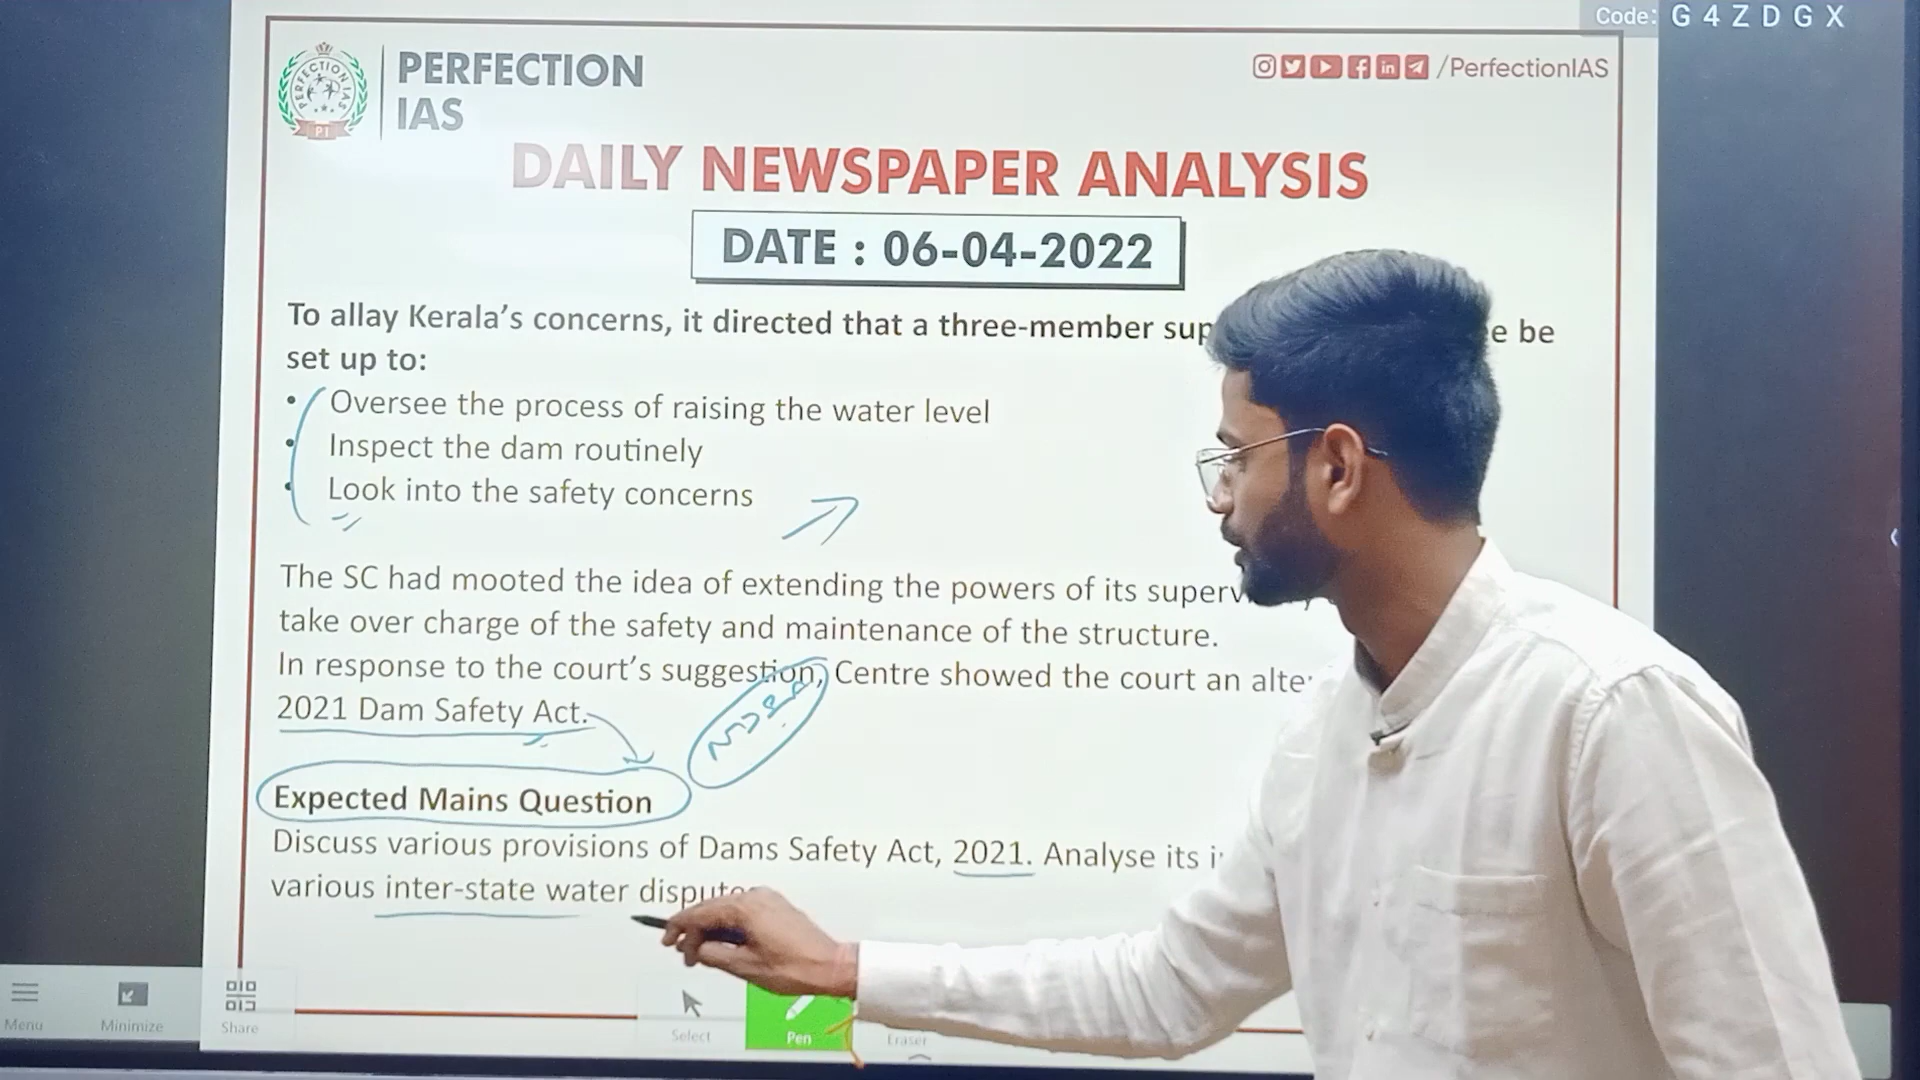 Code: G 4 Z D G X
PERFECTION
IAS
PERFECTION
PI
/PerfectionIAS
DAILY NEWSPAPER ANALYSIS
DATE : 06-04-2022
To allay Kerala's concerns, it directed that a three-member e be
set up to:
• Oversee the process of raising the water level
• Inspect the dam routinely
• Look into the safety concerns
The SC had mooted the idea of extending the powers of its
take over charge of the safety and maintenance of the structure.
In response to the court's suggestion, Centre showed the court an
2021 Dam Safety Act.
NDSA
Expected Mains Question
Discuss various provisions of Dams Safety Act, 2021. Analyse its
various inter-state water
Menu
Minimize
Share
Select
Pen
Eraser